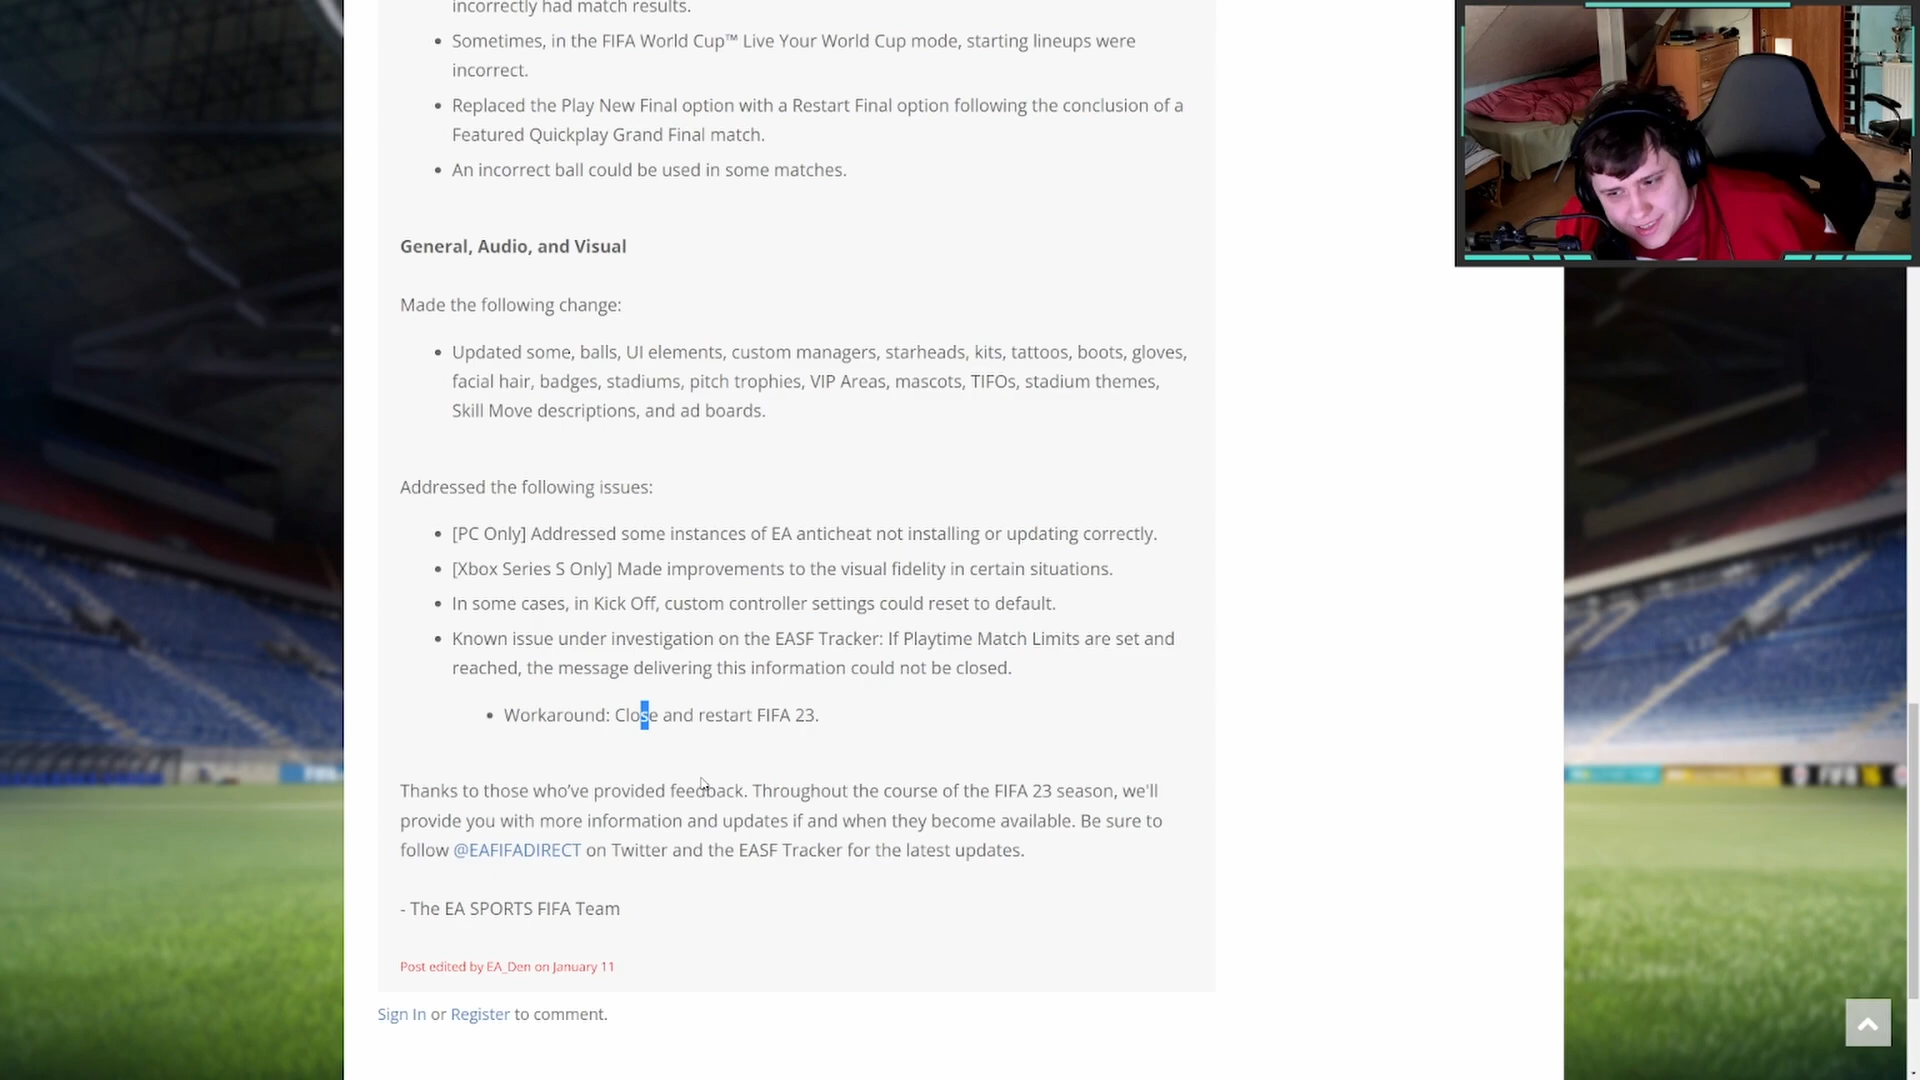 incorrectly had match results.
• Sometimes, in the FIFA World Cup™ Live Your World Cup mode, starting lineups were
incorrect.
• Replaced the Play New Final option with a Restart Final option following the conclusion of a
Featured Quickplay Grand Final match.
• An incorrect ball could be used in some matches.
General, Audio, and Visual
Made the following change:
• Updated some, balls, UI elements, custom managers, starheads, kits, tattoos, boots, gloves,
facial hair, badges, stadiums, pitch trophies, VIP Areas, mascots, TIFOs, stadium themes,
Skill Move descriptions, and ad boards.
Addressed the following issues:
• [PC Only] Addressed some instances of EA anticheat not installing or updating correctly.
• [Xbox Series S Only] Made improvements to the visual fidelity in certain situations.
• In some cases, in Kick Off, custom controller settings could reset to default.
• Known issue under investigation on the EASF Tracker: If Playtime Match Limits are set and
reached, the message delivering this information could not be closed.
• Workaround: Close and restart FIFA 23.
Thanks to those who’ve provided feedback. Throughout the course of the FIFA 23 season, we'll
provide you with more information and updates if and when they become available. Be sure to
follow @EAFIFADIRECT on Twitter and the EASF Tracker for the latest updates.
- The EA SPORTS FIFA Team
Post edited by EA_Den on January 11
Sign In or Register to comment.